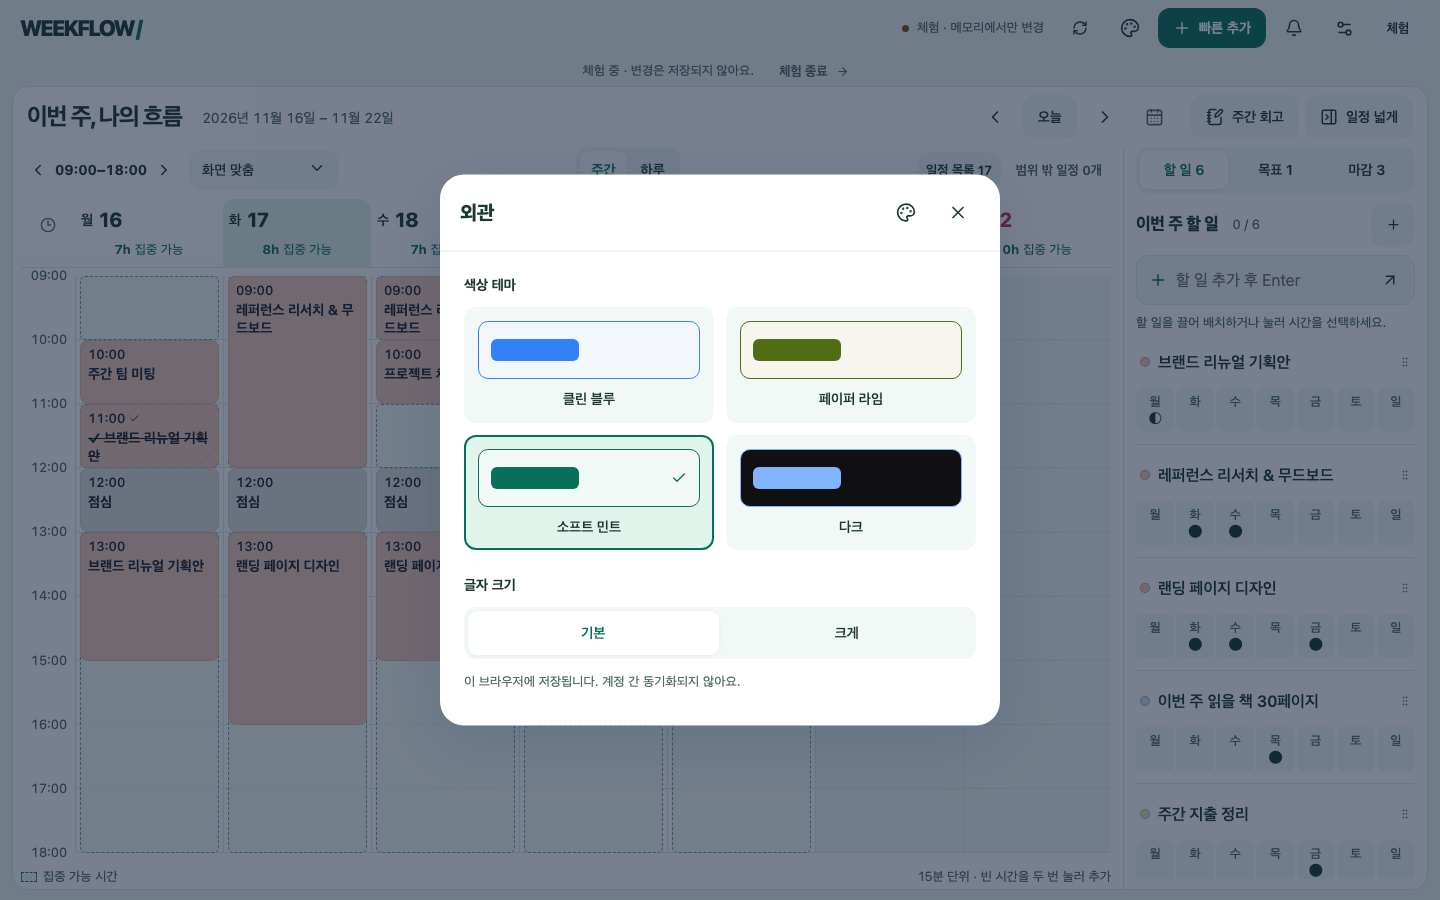 WEEKFLOW/
체험 · 메모리에서만 변경
빠른 추가
체험
체험 중 · 변경은 저장되지 않아요.
체험 종료 →
이번 주, 나의 흐름
2026년 11월 16일 – 11월 22일
오늘
주간 회고
일정 넓게
09:00–18:00
화면 맞춤
주간
하루
일정 목록 17
범위 밖 일정 0개
월 16
7h 집중 가능
화 17
8h 집중 가능
수 18
0h 집중 가능
09:00
10:00
11:00
12:00
13:00
14:00
15:00
16:00
17:00
18:00
10:00
주간 팀 미팅
11:00 ✓
✓ 브랜드 리뉴얼 기획
안
12:00
점심
13:00
브랜드 리뉴얼 기획안
09:00
레퍼런스 리서치 & 무
드보드
12:00
점심
13:00
랜딩 페이지 디자인
09:00
레퍼런스
드보드
10:00
프로젝트
12:00
점심
13:00
랜딩 페이지
집중 가능 시간
15분 단위 · 빈 시간을 두 번 눌러 추가
외관
색상 테마
클린 블루
페이퍼 라임
소프트 민트
다크
글자 크기
기본
크게
이 브라우저에 저장됩니다. 계정 간 동기화되지 않아요.
할 일 6
목표 1
마감 3
이번 주 할 일
0 / 6
할 일 추가 후 Enter
할 일을 끌어 배치하거나 눌러 시간을 선택하세요.
브랜드 리뉴얼 기획안
월 화 수 목 금 토 일
레퍼런스 리서치 & 무드보드
월 화 수 목 금 토 일
랜딩 페이지 디자인
월 화 수 목 금 토 일
이번 주 읽을 책 30페이지
월 화 수 목 금 토 일
주간 지출 정리
월 화 수 목 금 토 일